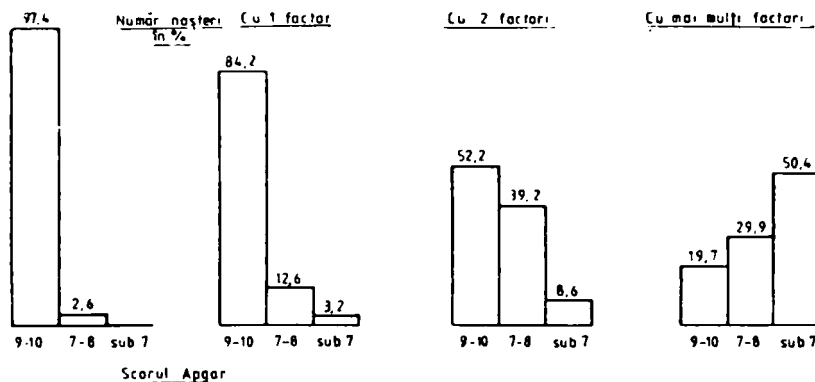 Număr nașteri în %
97,4
2,6
9-10 7-8 sub 7
Scorul Apgar
Cu 1 factor
84,2
12,6
3,2
9-10 7-8 sub 7
Cu 2 factori
52,2
39,2
8,6
9-10 7-8 sub 7
Cu mai mulți factori
19,7
29,9
50,4
9-10 7-8 sub 7